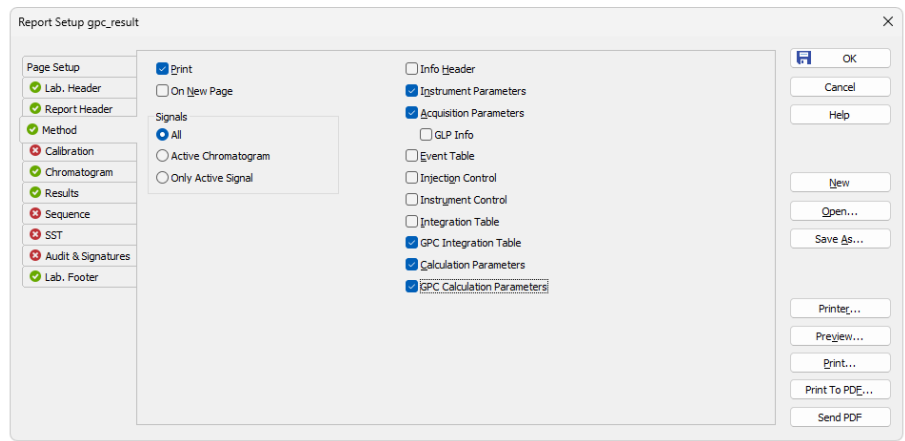 Report Setup gpc_result
Page Setup
Lab. Header
Report Header
Method
Calibration
Chromatogram
Results
Sequence
SST
Audit & Signatures
Lab. Footer
Print
On New Page
Signals
All
Active Chromatogram
Only Active Signal
Info Header
Instrument Parameters
Acquisition Parameters
GLP Info
Event Table
Injection Control
Instrument Control
Integration Table
GPC Integration Table
Calculation Parameters
GPC Calculation Parameters
OK
Cancel
Help
New
Open...
Save As...
Printer...
Preview...
Print...
Print To PDF...
Send PDF